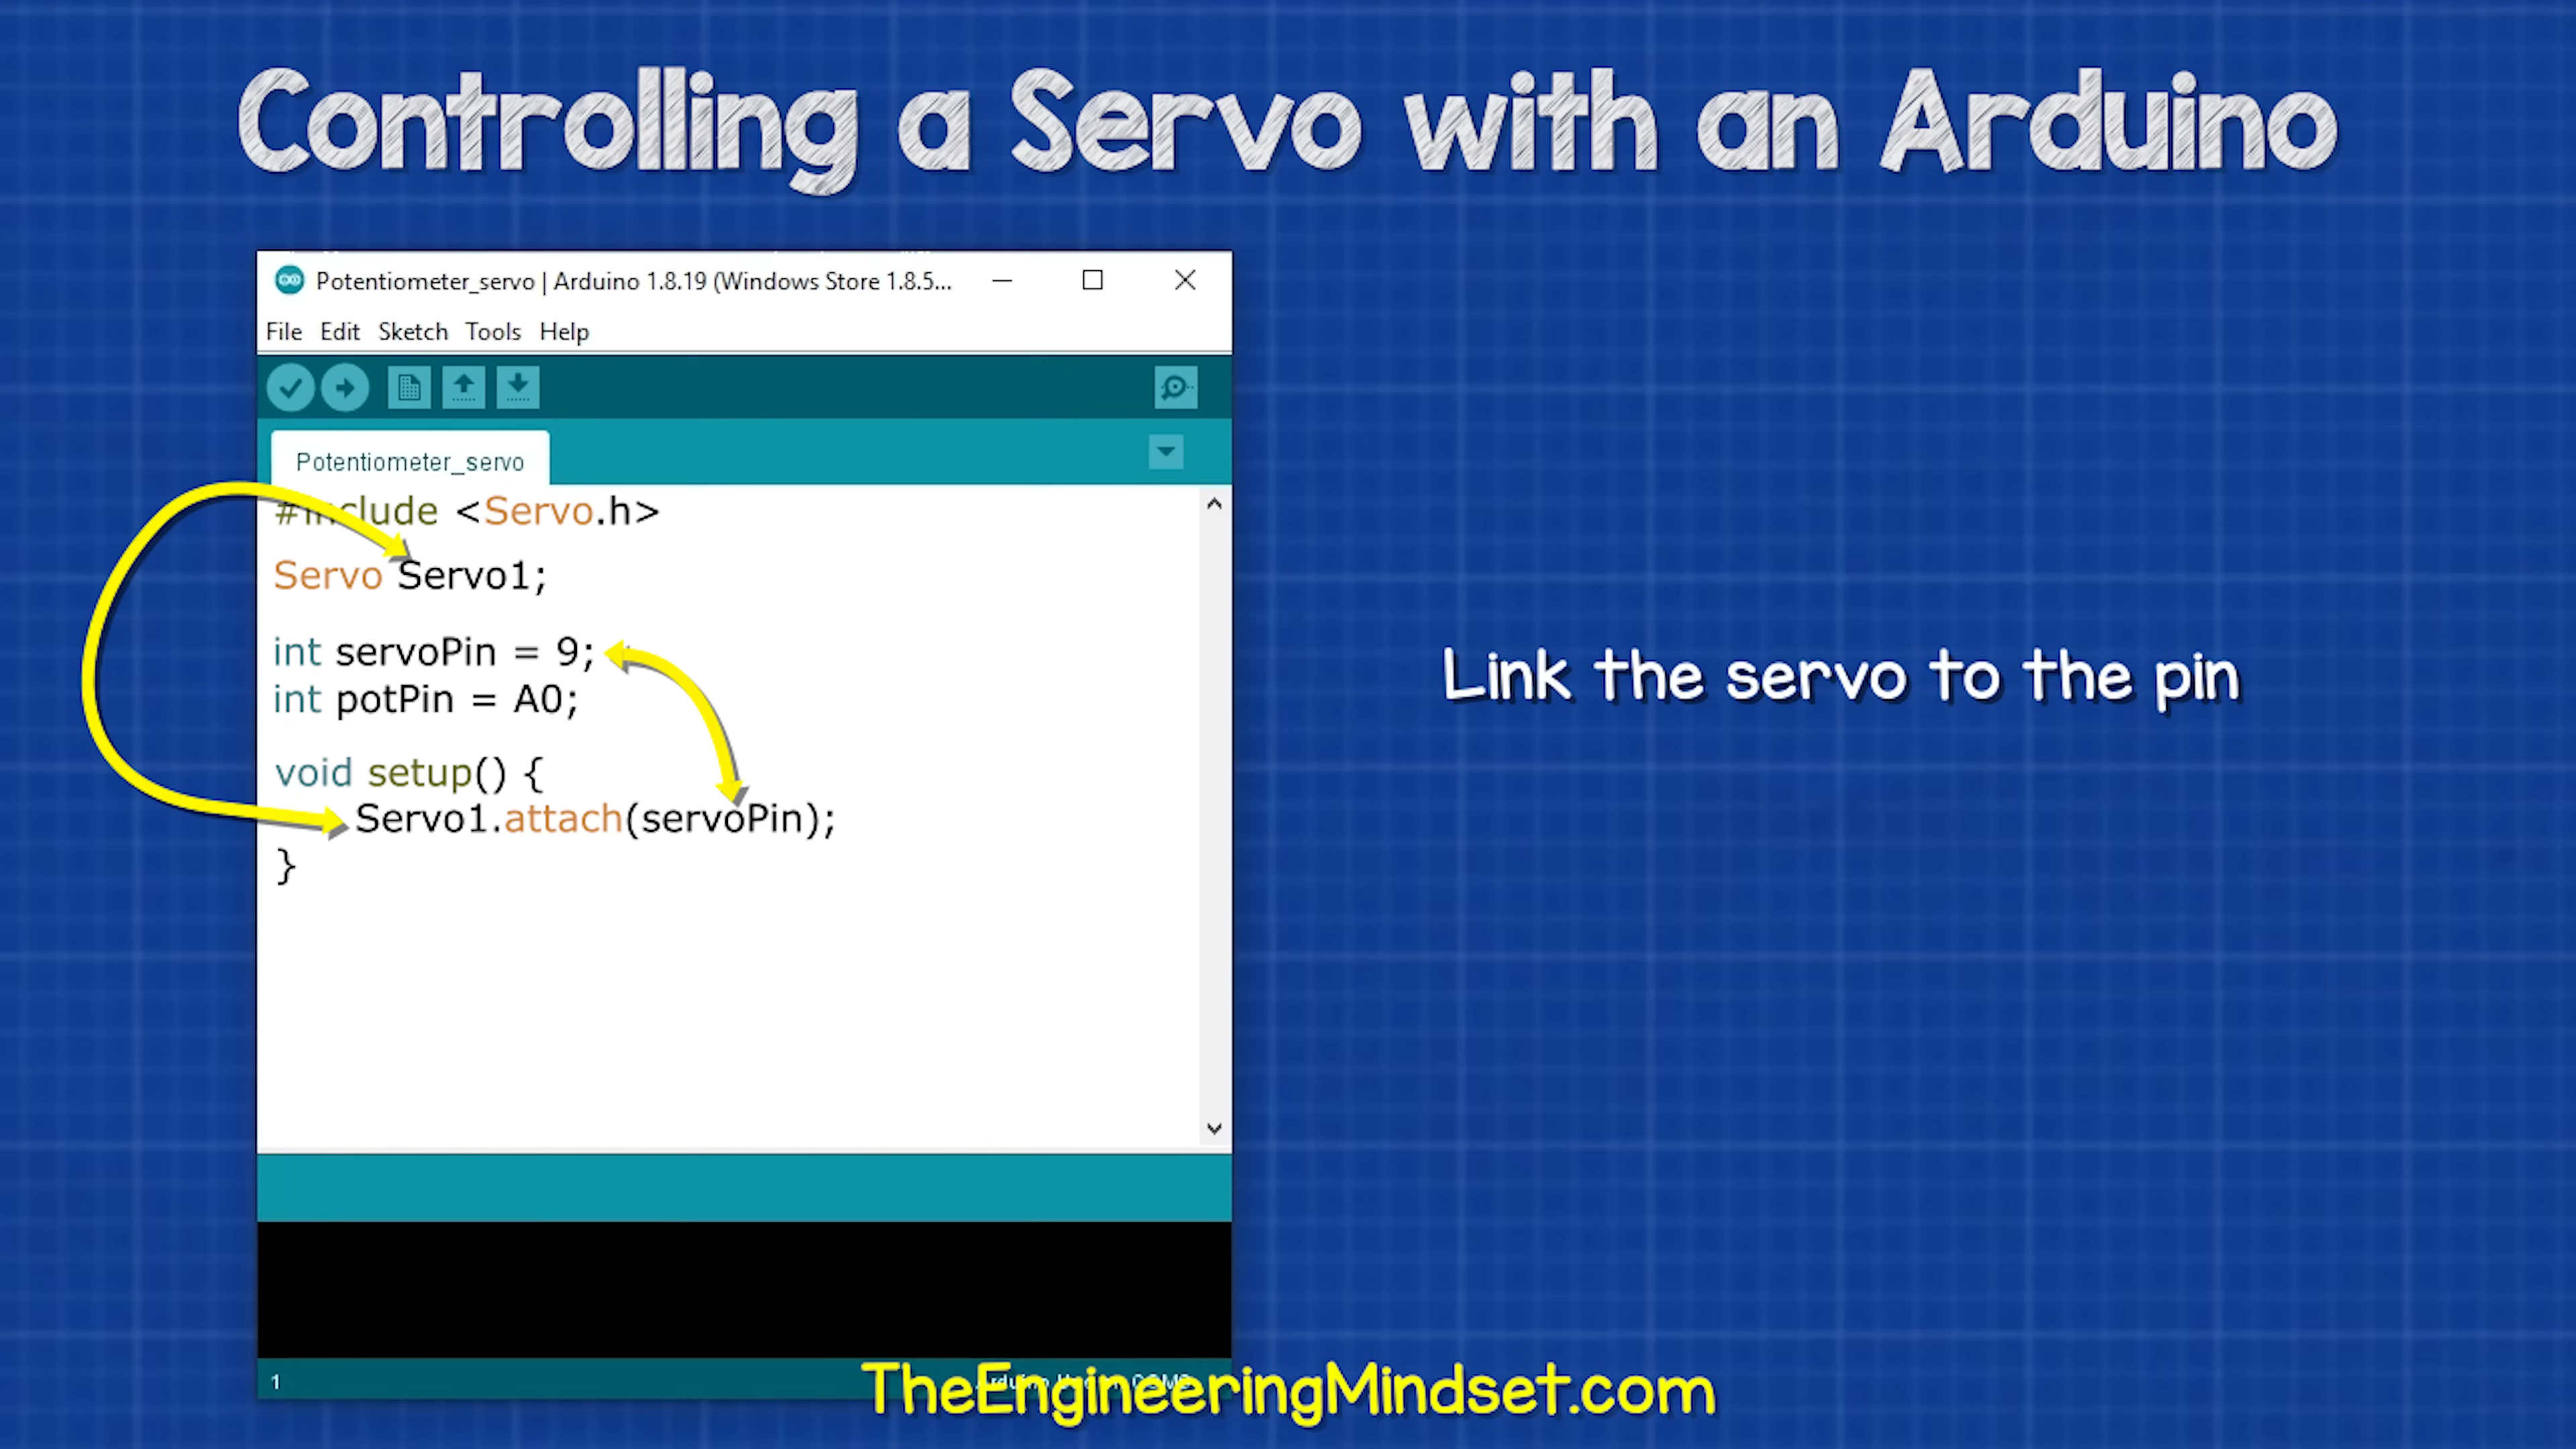 Controlling a Servo with an Arduino
Potentiometer_servo | Arduino 1.8.19 (Windows Store 1.8.5...
File Edit Sketch Tools Help
Potentiometer_servo
#include <Servo.h>
Servo Servo1;
int servoPin = 9;
int potPin = A0;
void setup() {
Servo1.attach(servoPin);
}
Link the servo to the pin
1
TheEngineeringMindset.com